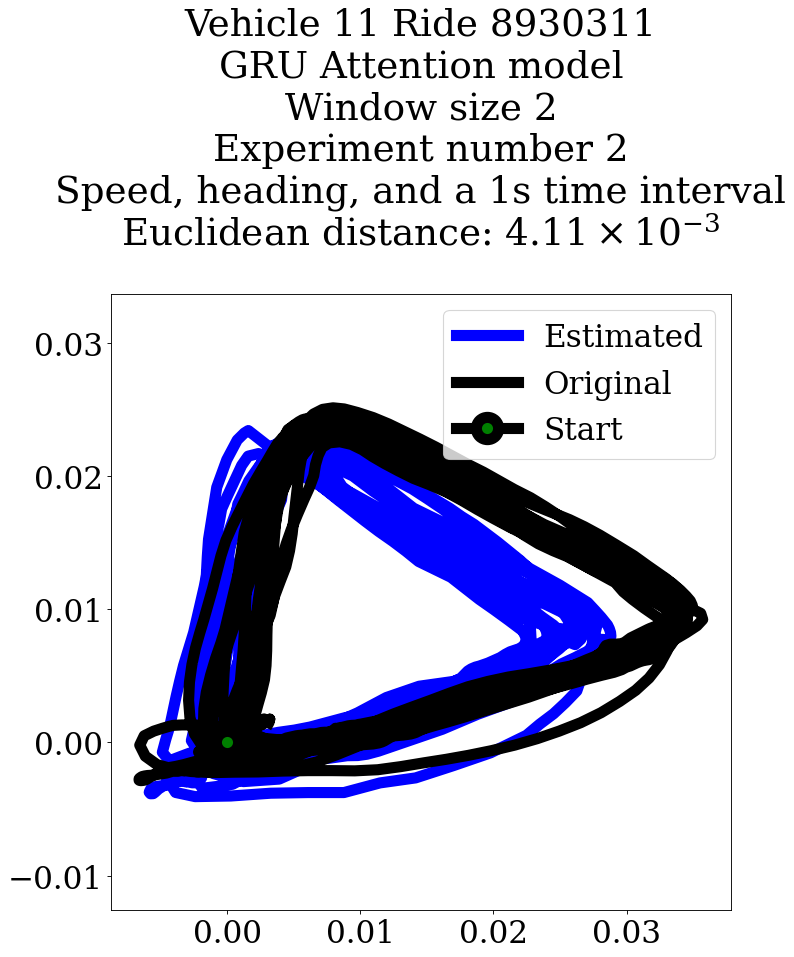 Vehicle 11 Ride 8930311
GRU Attention model
Window size 2
Experiment number 2
Speed, heading, and a 1s time interval
Euclidean distance: 4.11 × 10⁻³
Estimated
Original
Start
0.03
0.02
0.01
0.00
−0.01
0.00 0.01 0.02 0.03